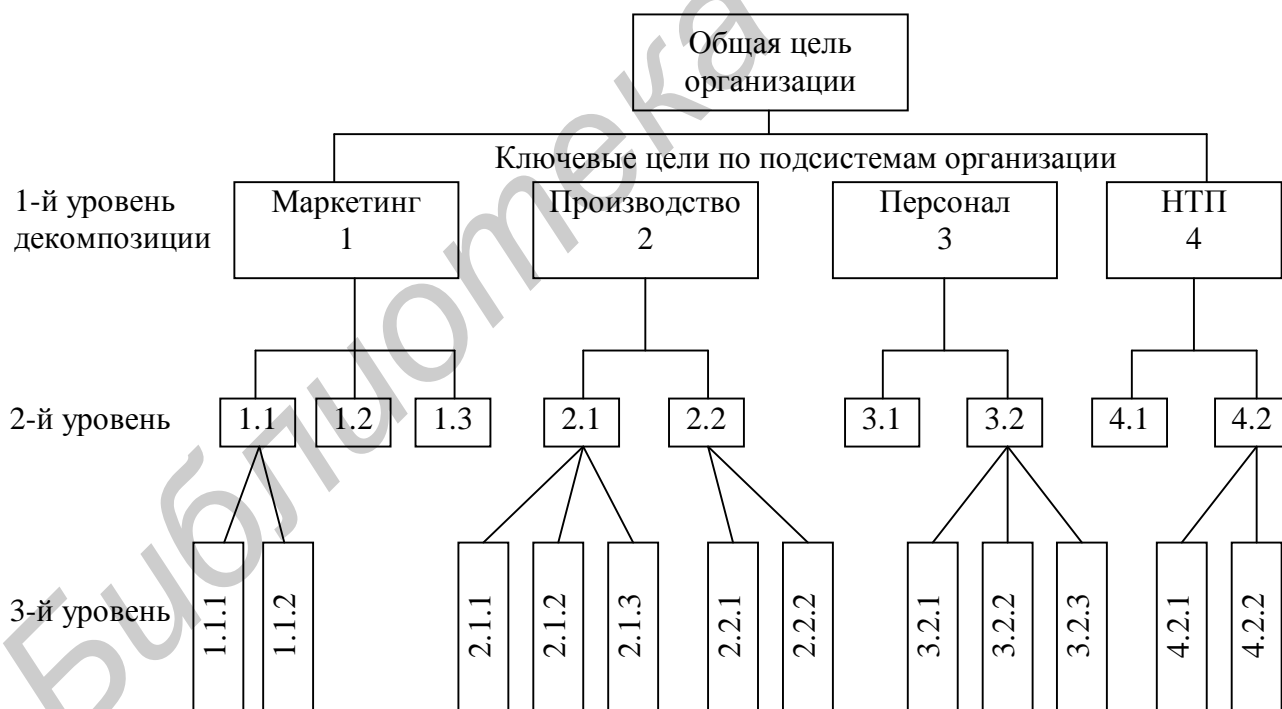 Общая цель
организации
Ключевые цели по подсистемам организации
1-й уровень
декомпозиции
Маркетинг
1
Производство
2
Персонал
3
НТП
4
2-й уровень
1.1
1.2
1.3
2.1
2.2
3.1
3.2
4.1
4.2
3-й уровень
1.1.1
1.1.2
2.1.1
2.1.2
2.1.3
2.2.1
2.2.2
3.2.1
3.2.2
3.2.3
4.2.1
4.2.2
Библиотека